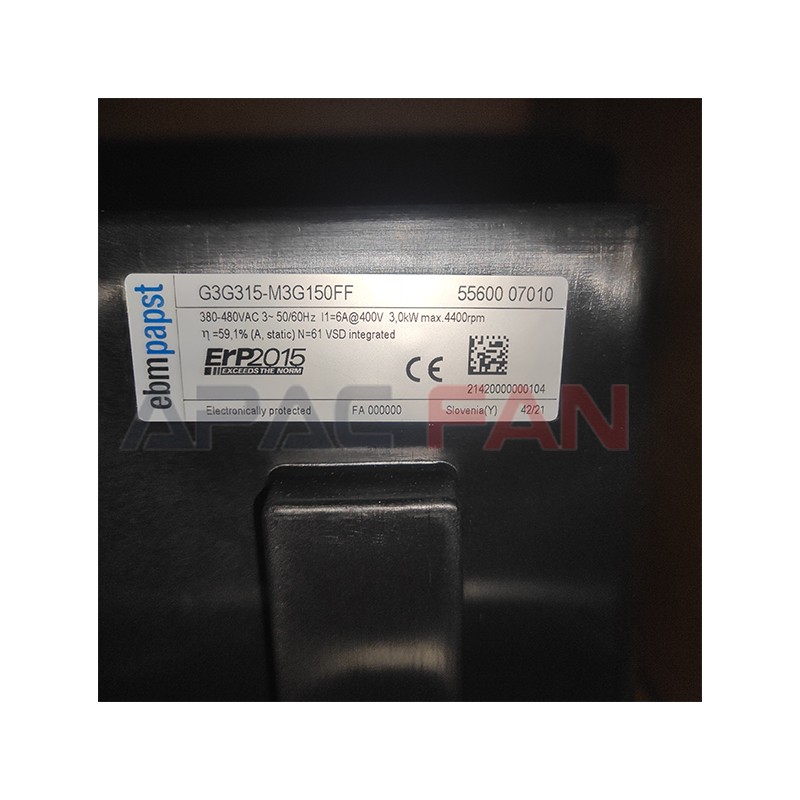 ebmpapst
G3G315-M3G150FF 55600 07010
380-480VAC 3~ 50/60Hz I1=6A@400V 3,0kW max.4400rpm
η =59,1% (A, static) N=61 VSD integrated
ErP2015
EXCEEDS THE NORM
CE
21420000000104
Electronically protected FA 000000 Slovenia(Y) 42/21
APAC FAN